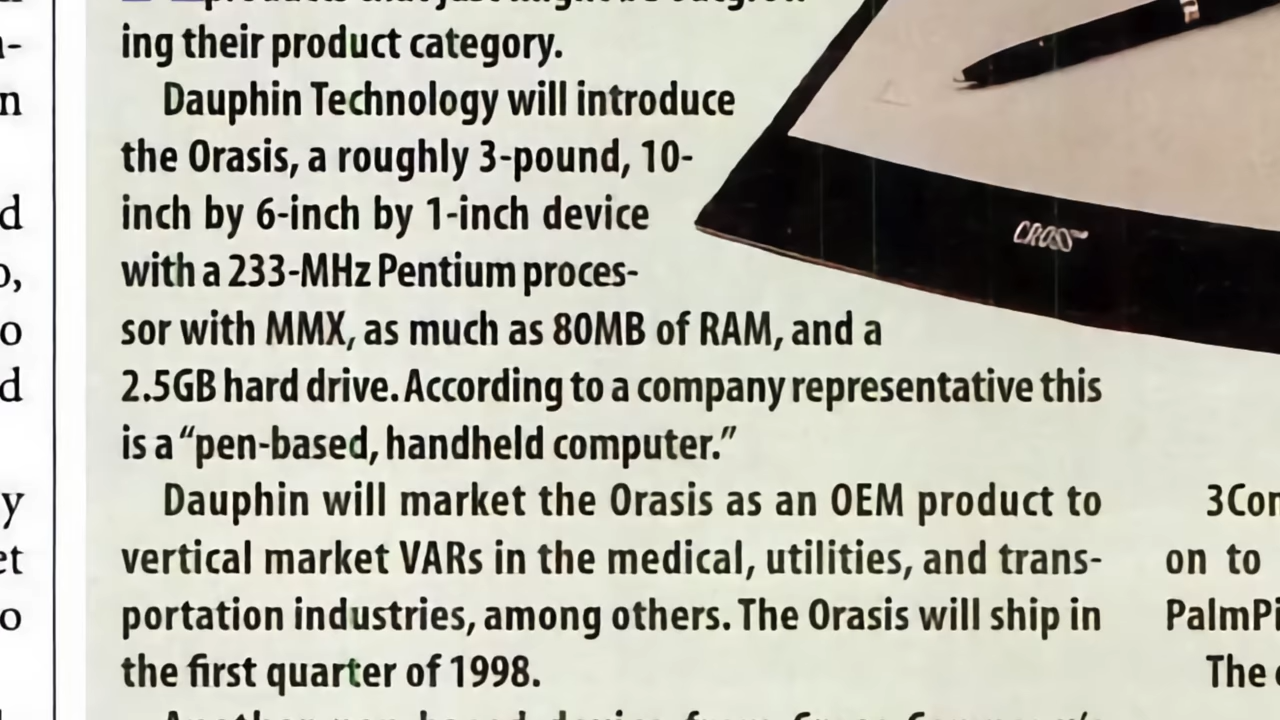 ing their product category.
Dauphin Technology will introduce
the Orasis, a roughly 3-pound, 10-
inch by 6-inch by 1-inch device
with a 233-MHz Pentium proces-
sor with MMX, as much as 80MB of RAM, and a
2.5GB hard drive. According to a company representative this
is a “pen-based, handheld computer.”
Dauphin will market the Orasis as an OEM product to
vertical market VARs in the medical, utilities, and trans-
portation industries, among others. The Orasis will ship in
the first quarter of 1998.
CROSS
on to
The